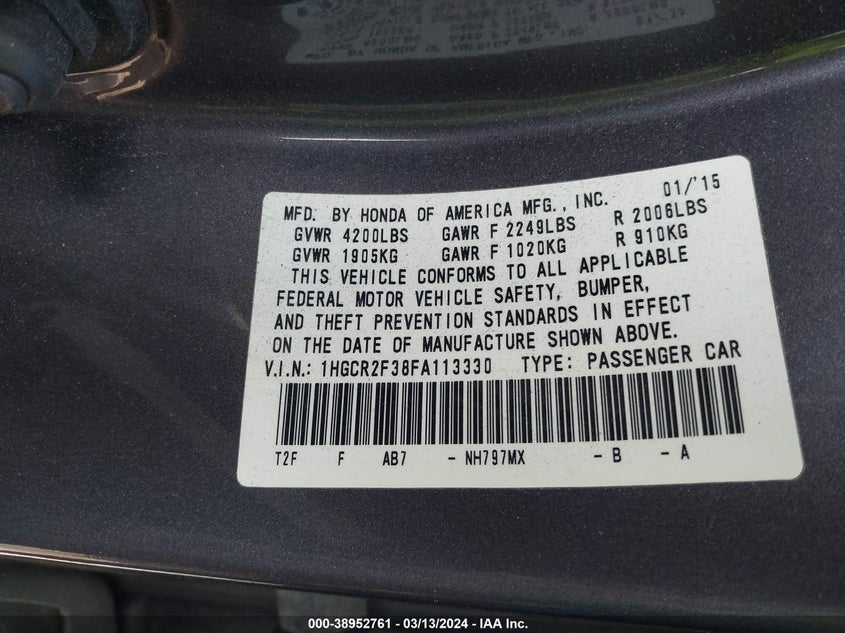 MFD. BY HONDA OF AMERICA MFG., INC. 01/'15
GVWR 4200LBS GAWR F 2249LBS R 2006LBS
GVWR 1905KG GAWR F 1020KG R 910KG
THIS VEHICLE CONFORMS TO ALL APPLICABLE
FEDERAL MOTOR VEHICLE SAFETY, BUMPER,
AND THEFT PREVENTION STANDARDS IN EFFECT
ON THE DATE OF MANUFACTURE SHOWN ABOVE.
V.I.N.: 1HGCR2F38FA113330 TYPE: PASSENGER CAR
T2F F AB7 - NH797MX - B - A
000-38952761 - 03/13/2024 - IAA Inc.